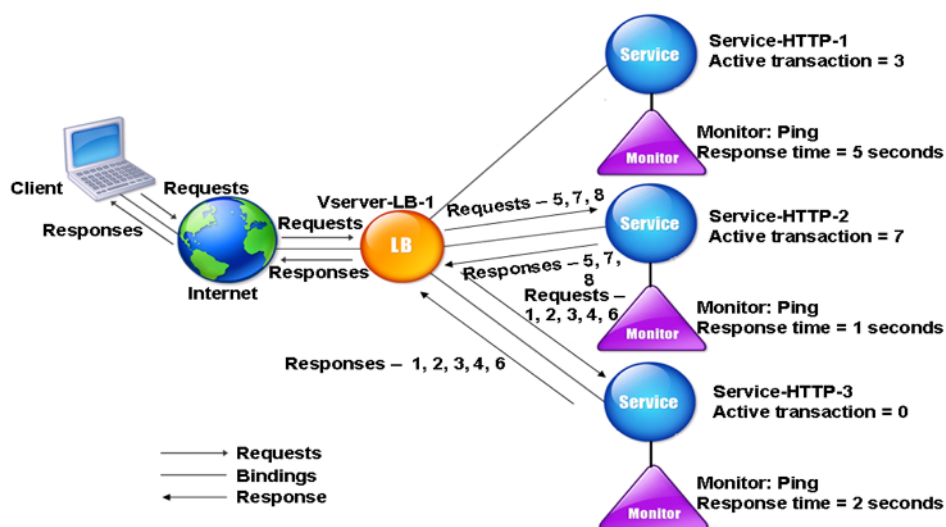 Service
Service-HTTP-1
Active transaction = 3
Monitor
Monitor: Ping
Response time = 5 seconds
Client
Requests
Responses
Internet
Requests
Responses
Vserver-LB-1
LB
Requests – 5, 7, 8
Responses – 5, 7,
8
Service
Service-HTTP-2
Active transaction = 7
Requests –
1, 2, 3, 4, 6
Monitor
Monitor: Ping
Response time = 1 seconds
Responses – 1, 2, 3, 4, 6
Service
Service-HTTP-3
Active transaction = 0
Monitor
Monitor: Ping
Response time = 2 seconds
Requests
Bindings
Response